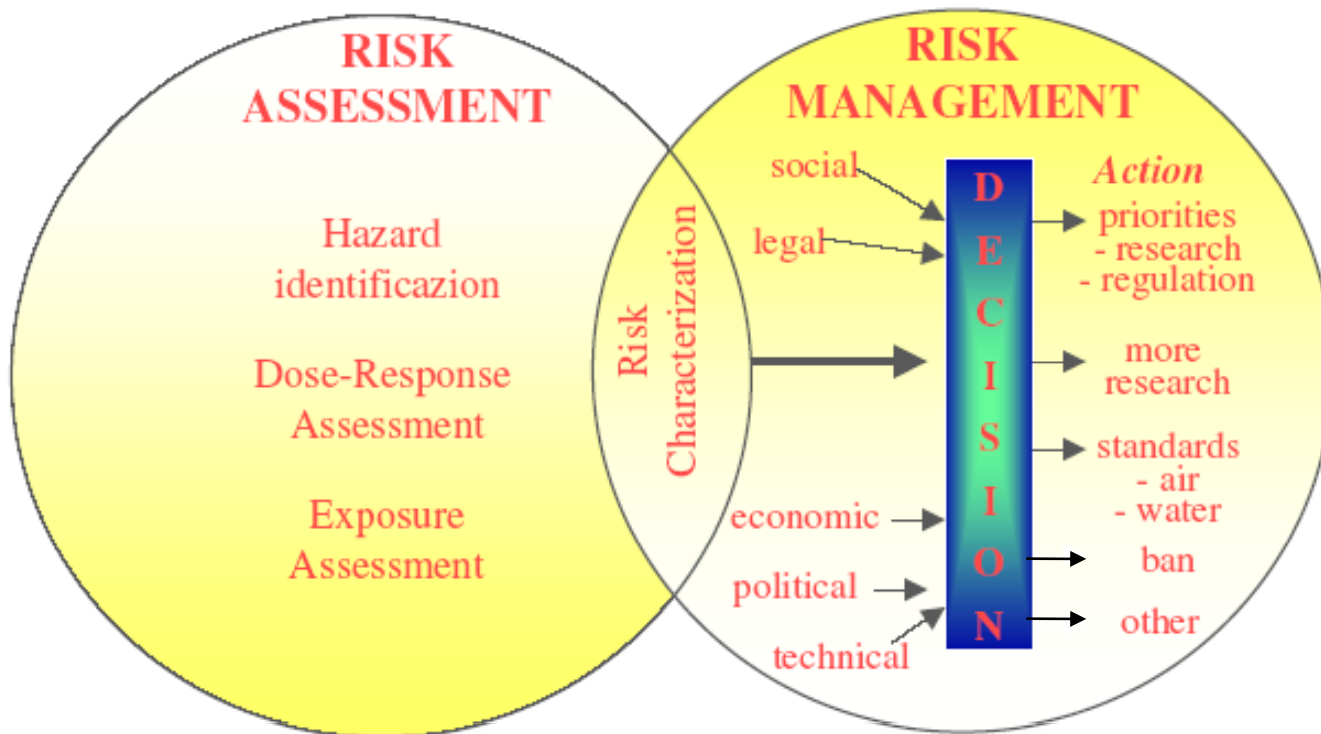 RISK
ASSESSMENT
Hazard
identificazion
Dose-Response
Assessment
Exposure
Assessment
Risk
Characterization
RISK
MANAGEMENT
social
legal
economic
political
technical
DECISION
Action
priorities
- research
- regulation
more
research
standards
- air
- water
ban
other